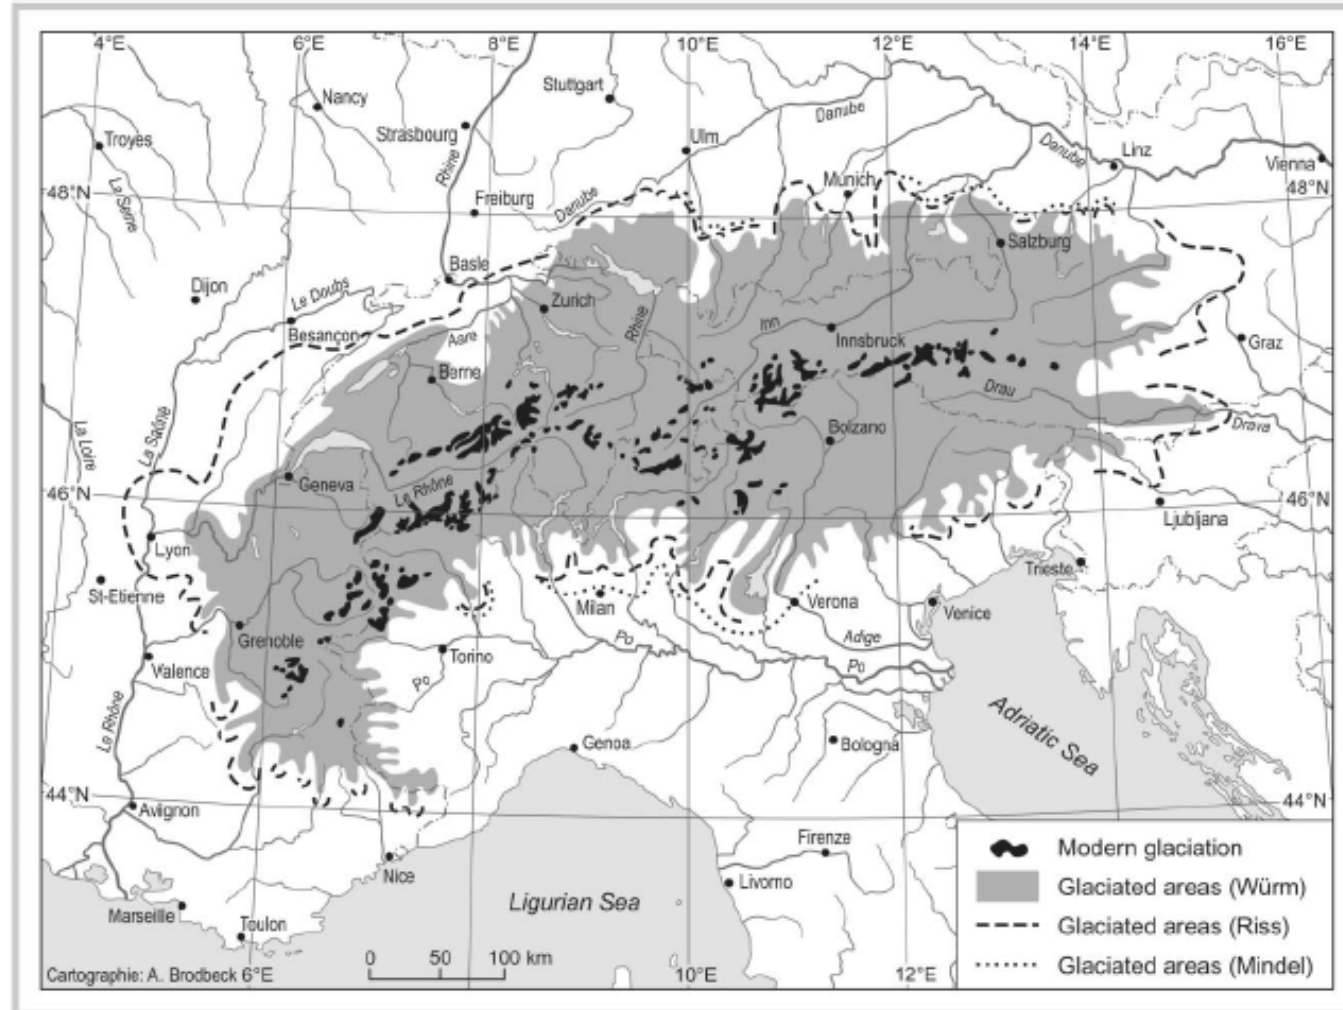 4°E 6°E 8°E 10°E 12°E 14°E 16°E
Nancy
Stuttgart
Strasbourg
Troyes
La Serre
Rhine
Ulm
Danube
Danube
Linz
Vienna
48°N
48°N
Freiburg
Danube
Munich
Salzburg
Basle
Dijon
Le Doubs
Besançon
Zurich
Aare
Rhine
Inn
Innsbruck
Graz
Berne
Drau
Drava
La Saône
La Loire
Bolzano
Geneva
Le Rhône
46°N
46°N
Ljubljana
Lyon
Trieste
St-Etienne
Milan
Verona
Venice
Grenoble
Adige
Po
Torino
Po
Po
Valence
Le Rhône
Adriatic Sea
Genoa
Bologna
44°N
44°N
Avignon
Firenze
Modern glaciation
Nice
Livorno
Glaciated areas (Würm)
Ligurian Sea
Marseille
Toulon
Glaciated areas (Riss)
0 50 100 km
Glaciated areas (Mindel)
Cartographie: A. Brodbeck 6°E 10°E 12°E